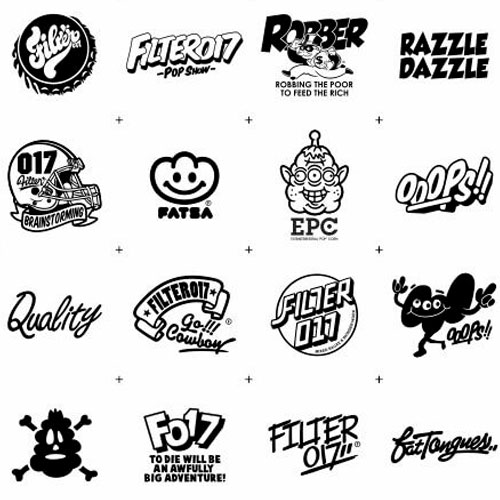 Filter
FILTER017
-POP SHOW-
ROBBER
ROBBING THE POOR
TO FEED THE RICH
RAZZLE
DAZZLE
017
Filter
BRAINSTORMING
FATSA
EPC
OOOPS!!
Quality
FILTER017
Go!!!
Cowboy
FILTER
017
OOOPS!!
FO17
TO DIE WILL BE
AN AWFULLY
BIG ADVENTURE!
FILTER
017"
FatTongues..